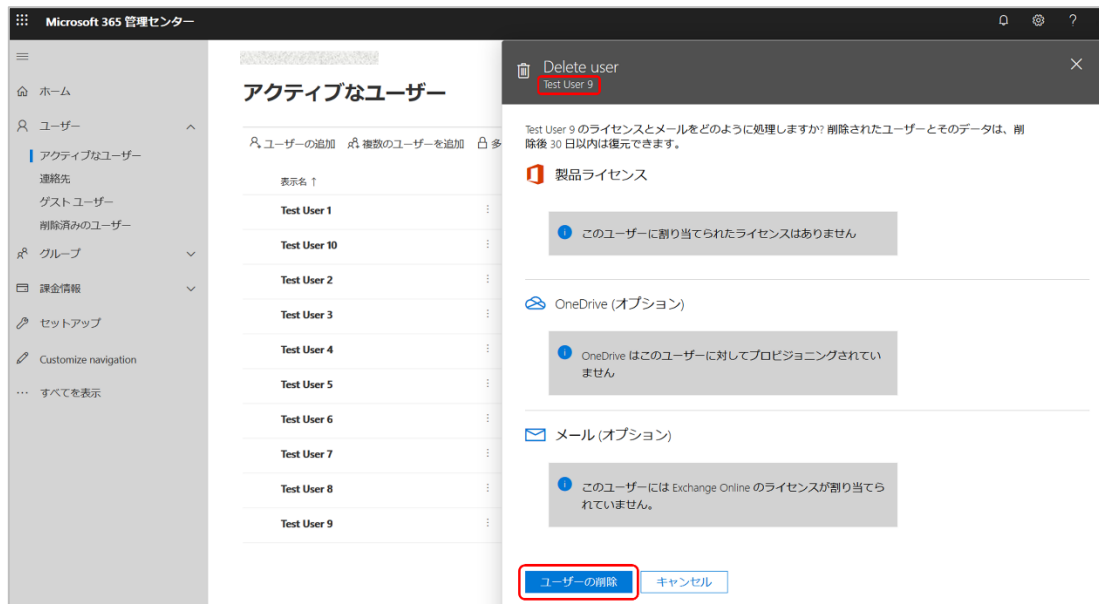 Microsoft 365 管理センター
?
ホーム
ユーザー
アクティブなユーザー
連絡先
ゲスト ユーザー
削除済みのユーザー
グループ
課金情報
セットアップ
Customize navigation
すべてを表示
アクティブなユーザー
ユーザーの追加 複数のユーザーを追加 多
表示名 ↑
Test User 1
Test User 10
Test User 2
Test User 3
Test User 4
Test User 5
Test User 6
Test User 7
Test User 8
Test User 9
Delete user
Test User 9
Test User 9 のライセンスとメールをどのように処理しますか? 削除されたユーザーとそのデータは、削
除後 30 日以内は復元できます。
製品ライセンス
このユーザーに割り当てられたライセンスはありません
OneDrive (オプション)
OneDrive はこのユーザーに対してプロビジョニングされてい
ません
メール (オプション)
このユーザーには Exchange Online のライセンスが割り当てら
れていません。
ユーザーの削除 キャンセル